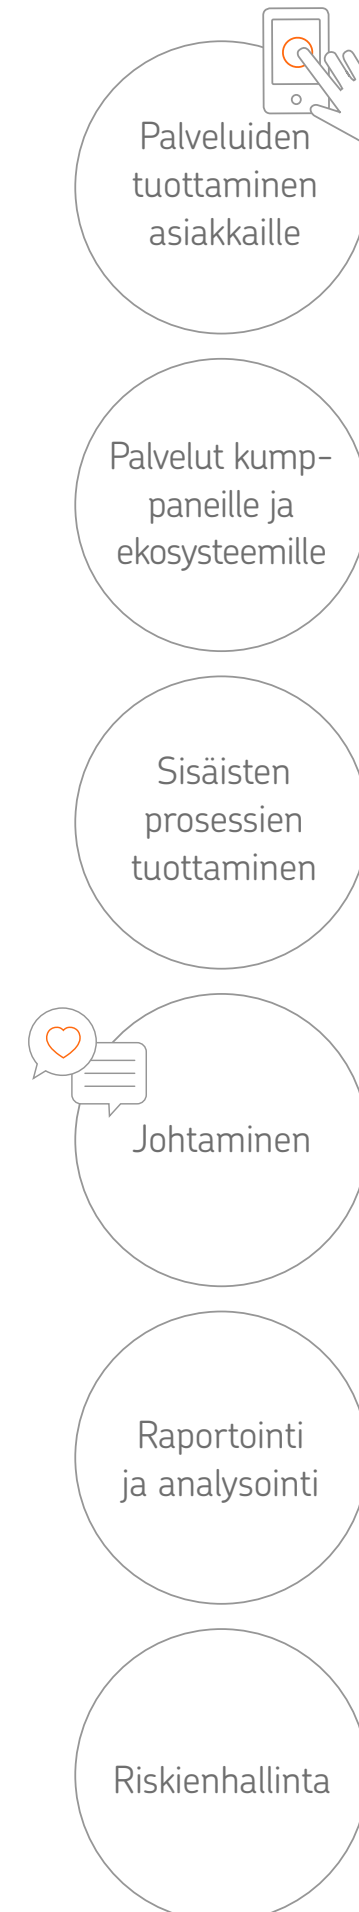 Palveluiden
tuottaminen
asiakkaille
Palvelut kump-
paneille ja
ekosysteemille
Sisäisten
prosessien
tuottaminen
Johtaminen
Raportointi
ja analysointi
Riskienhallinta